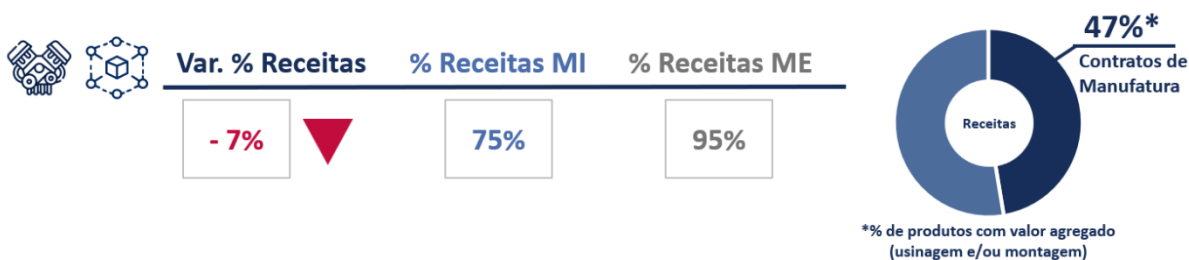 Var. % Receitas
% Receitas MI
% Receitas ME
- 7%
75%
95%
47%*
Contratos de
Manufatura
Receitas
*% de produtos com valor agregado
(usinagem e/ou montagem)